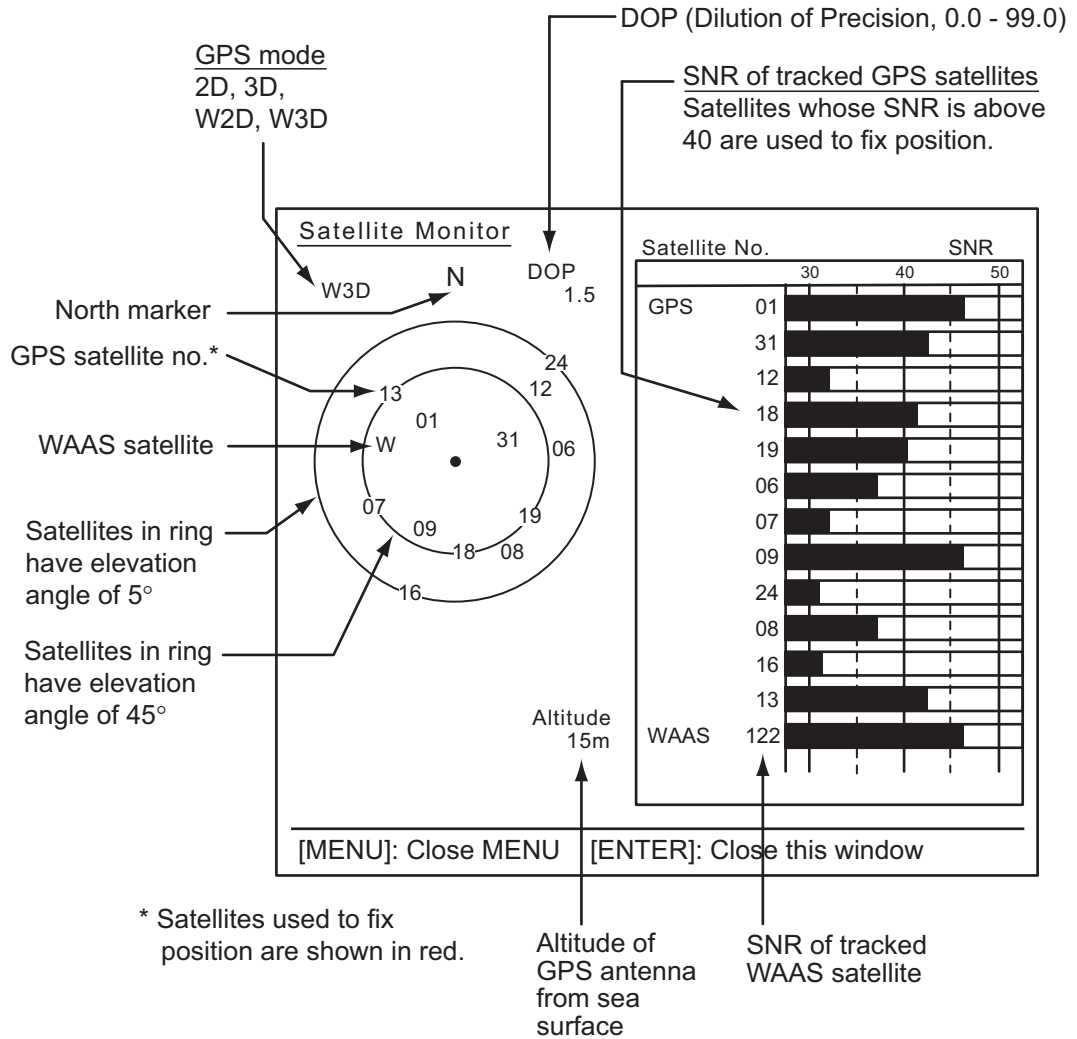 DOP (Dilution of Precision, 0.0 - 99.0)
GPS mode
2D, 3D,
W2D, W3D
SNR of tracked GPS satellites
Satellites whose SNR is above
40 are used to fix position.
North marker
GPS satellite no.*
WAAS satellite
Satellites in ring
have elevation
angle of 5°
Satellites in ring
have elevation
angle of 45°
Satellite Monitor
W3D
N
DOP
1.5
24
13
12
01
W
31
06
07
09
19
18
08
16
Altitude
15m
Satellite No.
SNR
30
40
50
GPS
01
31
12
18
19
06
07
09
24
08
16
13
WAAS
122
[MENU]: Close MENU
[ENTER]: Close this window
* Satellites used to fix
position are shown in red.
Altitude of
GPS antenna
from sea
surface
SNR of tracked
WAAS satellite